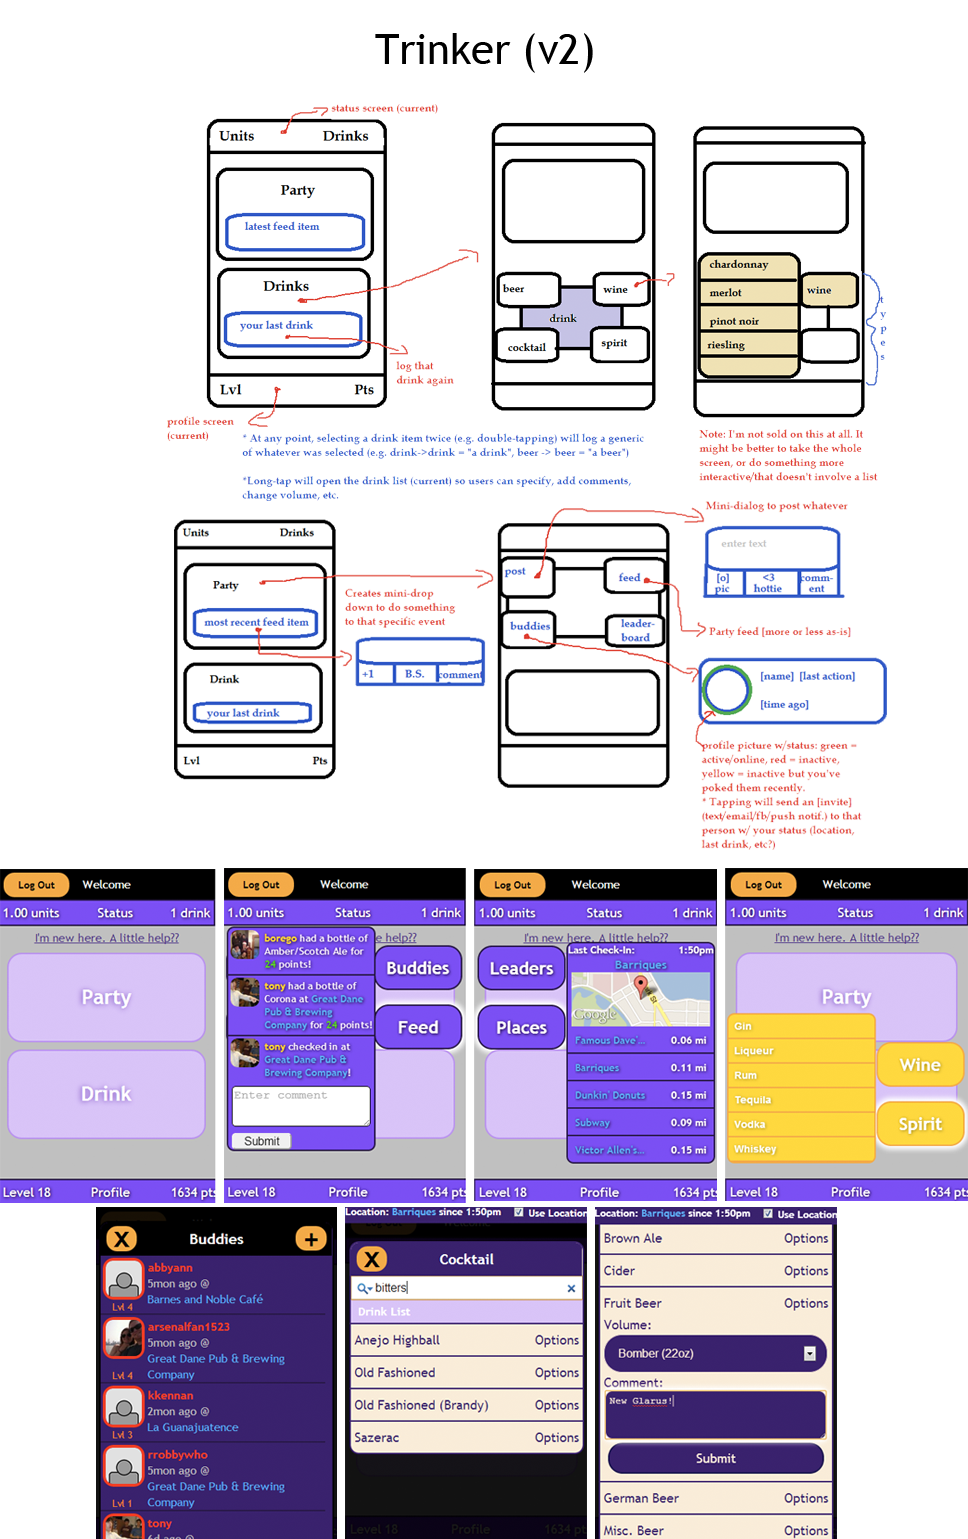 Trinker (v2)
status screen (current)
Units Drinks
Party
latest feed item
Drinks
your last drink
Lvl Pts
log that
drink again
profile screen
(current)
beer wine
drink
cocktail spirit
chardonnay
merlot
pinot noir
riesling
wine
types
* At any point, selecting a drink item twice (e.g. double-tapping) will log a generic
of whatever was selected (e.g. drink->drink = "a drink", beer -> beer = "a beer")
*Long-tap will open the drink list (current) so users can specify, add comments,
change volume, etc.
Note: I'm not sold on this at all. It
might be better to take the whole
screen, or do something more
interactive/that doesn't involve a list
Units Drinks
Party
most recent feed item
Drink
your last drink
Lvl Pts
Creates mini-drop
down to do something
to that specific event
+1 B.S. comment
post feed
buddies leader-
board
Mini-dialog to post whatever
enter text
[o]
pic
<3
hottie
comm-
ent
Party feed [more or less as-is]
[name] [last action]
[time ago]
profile picture w/status: green =
active/online, red = inactive,
yellow = inactive but you've
poked them recently.
* Tapping will send an [invite]
(text/email/fb/push notif.) to that
person w/ your status (location,
last drink, etc?)
Log Out Welcome
1.00 units Status 1 drink
I'm new here. A little help??
Party
Drink
Level 18 Profile 1634 pts
Log Out Welcome
1.00 units Status 1 drink
e help??
borego had a bottle of
Amber/Scotch Ale for
24 points!
tony had a bottle of
Corona at Great Dane
Pub & Brewing
Company for 24 points!
tony checked in at
Great Dane Pub &
Brewing Company!
Enter comment
Submit
Buddies
Feed
Level 18 Profile 1634 pts
Log Out Welcome
1.00 units Status 1 drink
I'm new here. A little help??
Leaders
Places
Last Check-In: 1:50pm
Barriques
Google
Famous Dave'... 0.06 mi
Barriques 0.11 mi
Dunkin' Donuts 0.15 mi
Subway 0.09 mi
Victor Allen's... 0.15 mi
Level 18 Profile 1634 pts
Log Out Welcome
1.00 units Status 1 drink
I'm new here. A little help??
Party
Gin
Liqueur
Rum
Tequila
Vodka
Whiskey
Wine
Spirit
Level 18 Profile 1634 pts
X Buddies +
abbyann
5mon ago @
Barnes and Noble Café
Lvl 4
arsenalfan1523
5mon ago @
Great Dane Pub & Brewing
Company
Lvl 4
kkennan
2mon ago @
La Guanajuatence
Lvl 3
rrobbywho
5mon ago @
Great Dane Pub & Brewing
Company
Lvl 1
tony
Location: Barriques since 1:50pm Use Location
Log Out Welcome
X Cocktail
bitters
Drink List
Anejo Highball Options
Old Fashioned Options
Old Fashioned (Brandy) Options
Sazerac Options
Level 18 Profile 1634 pts
Location: Barriques since 1:50pm Use Location
Brown Ale Options
Cider Options
Fruit Beer Options
Volume:
Bomber (22oz)
Comment:
New Glarus!
Submit
German Beer Options
Misc. Beer Options